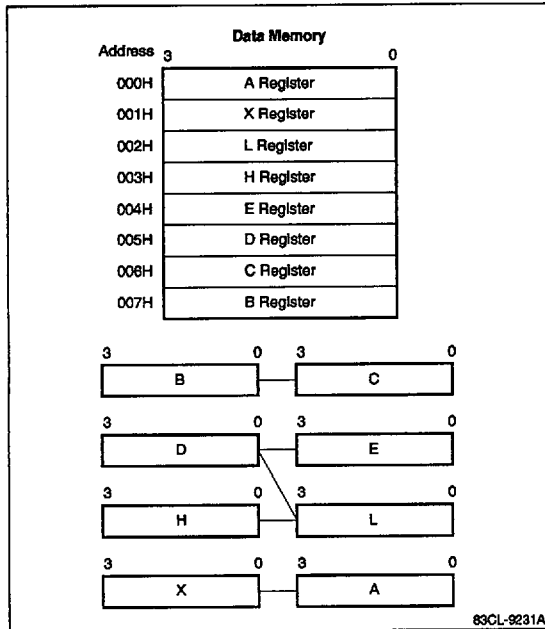 Data Memory
Address 3 0
000H A Register
001H X Register
002H L Register
003H H Register
004H E Register
005H D Register
006H C Register
007H B Register
3 0 3 0
B C
3 0 3 0
D E
3 0 3 0
H L
3 0 3 0
X A
83CL-9231A